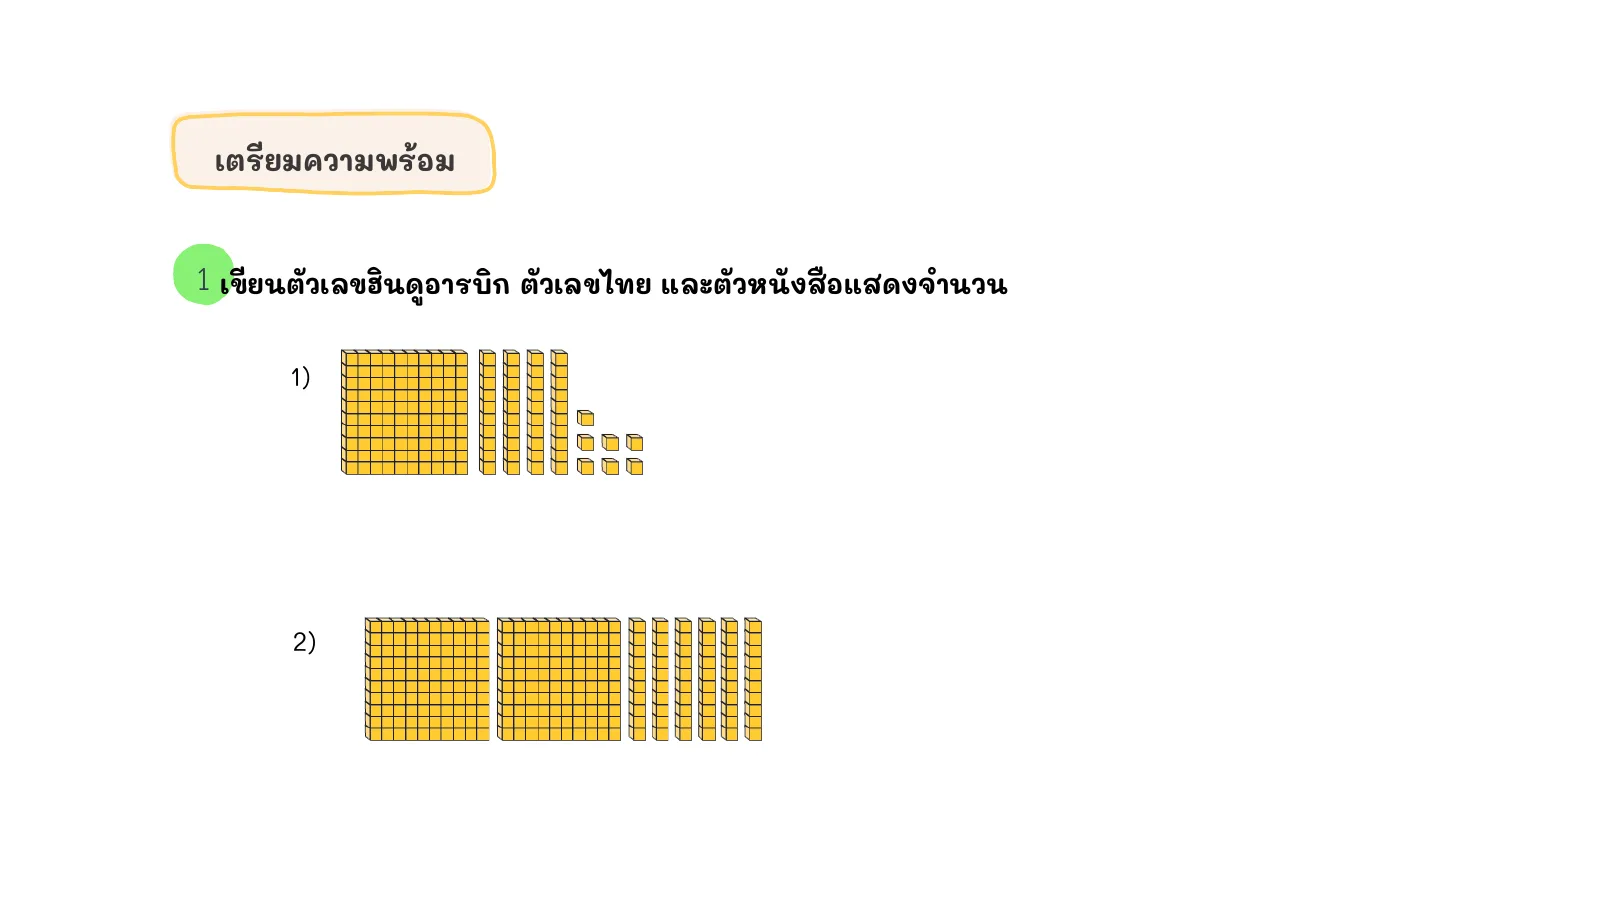 เตรียมความพร้อม
1 เขียนตัวเลขฮินดูอารบิก ตัวเลขไทย และตัวหนังสือแสดงจำนวน
1)
2)